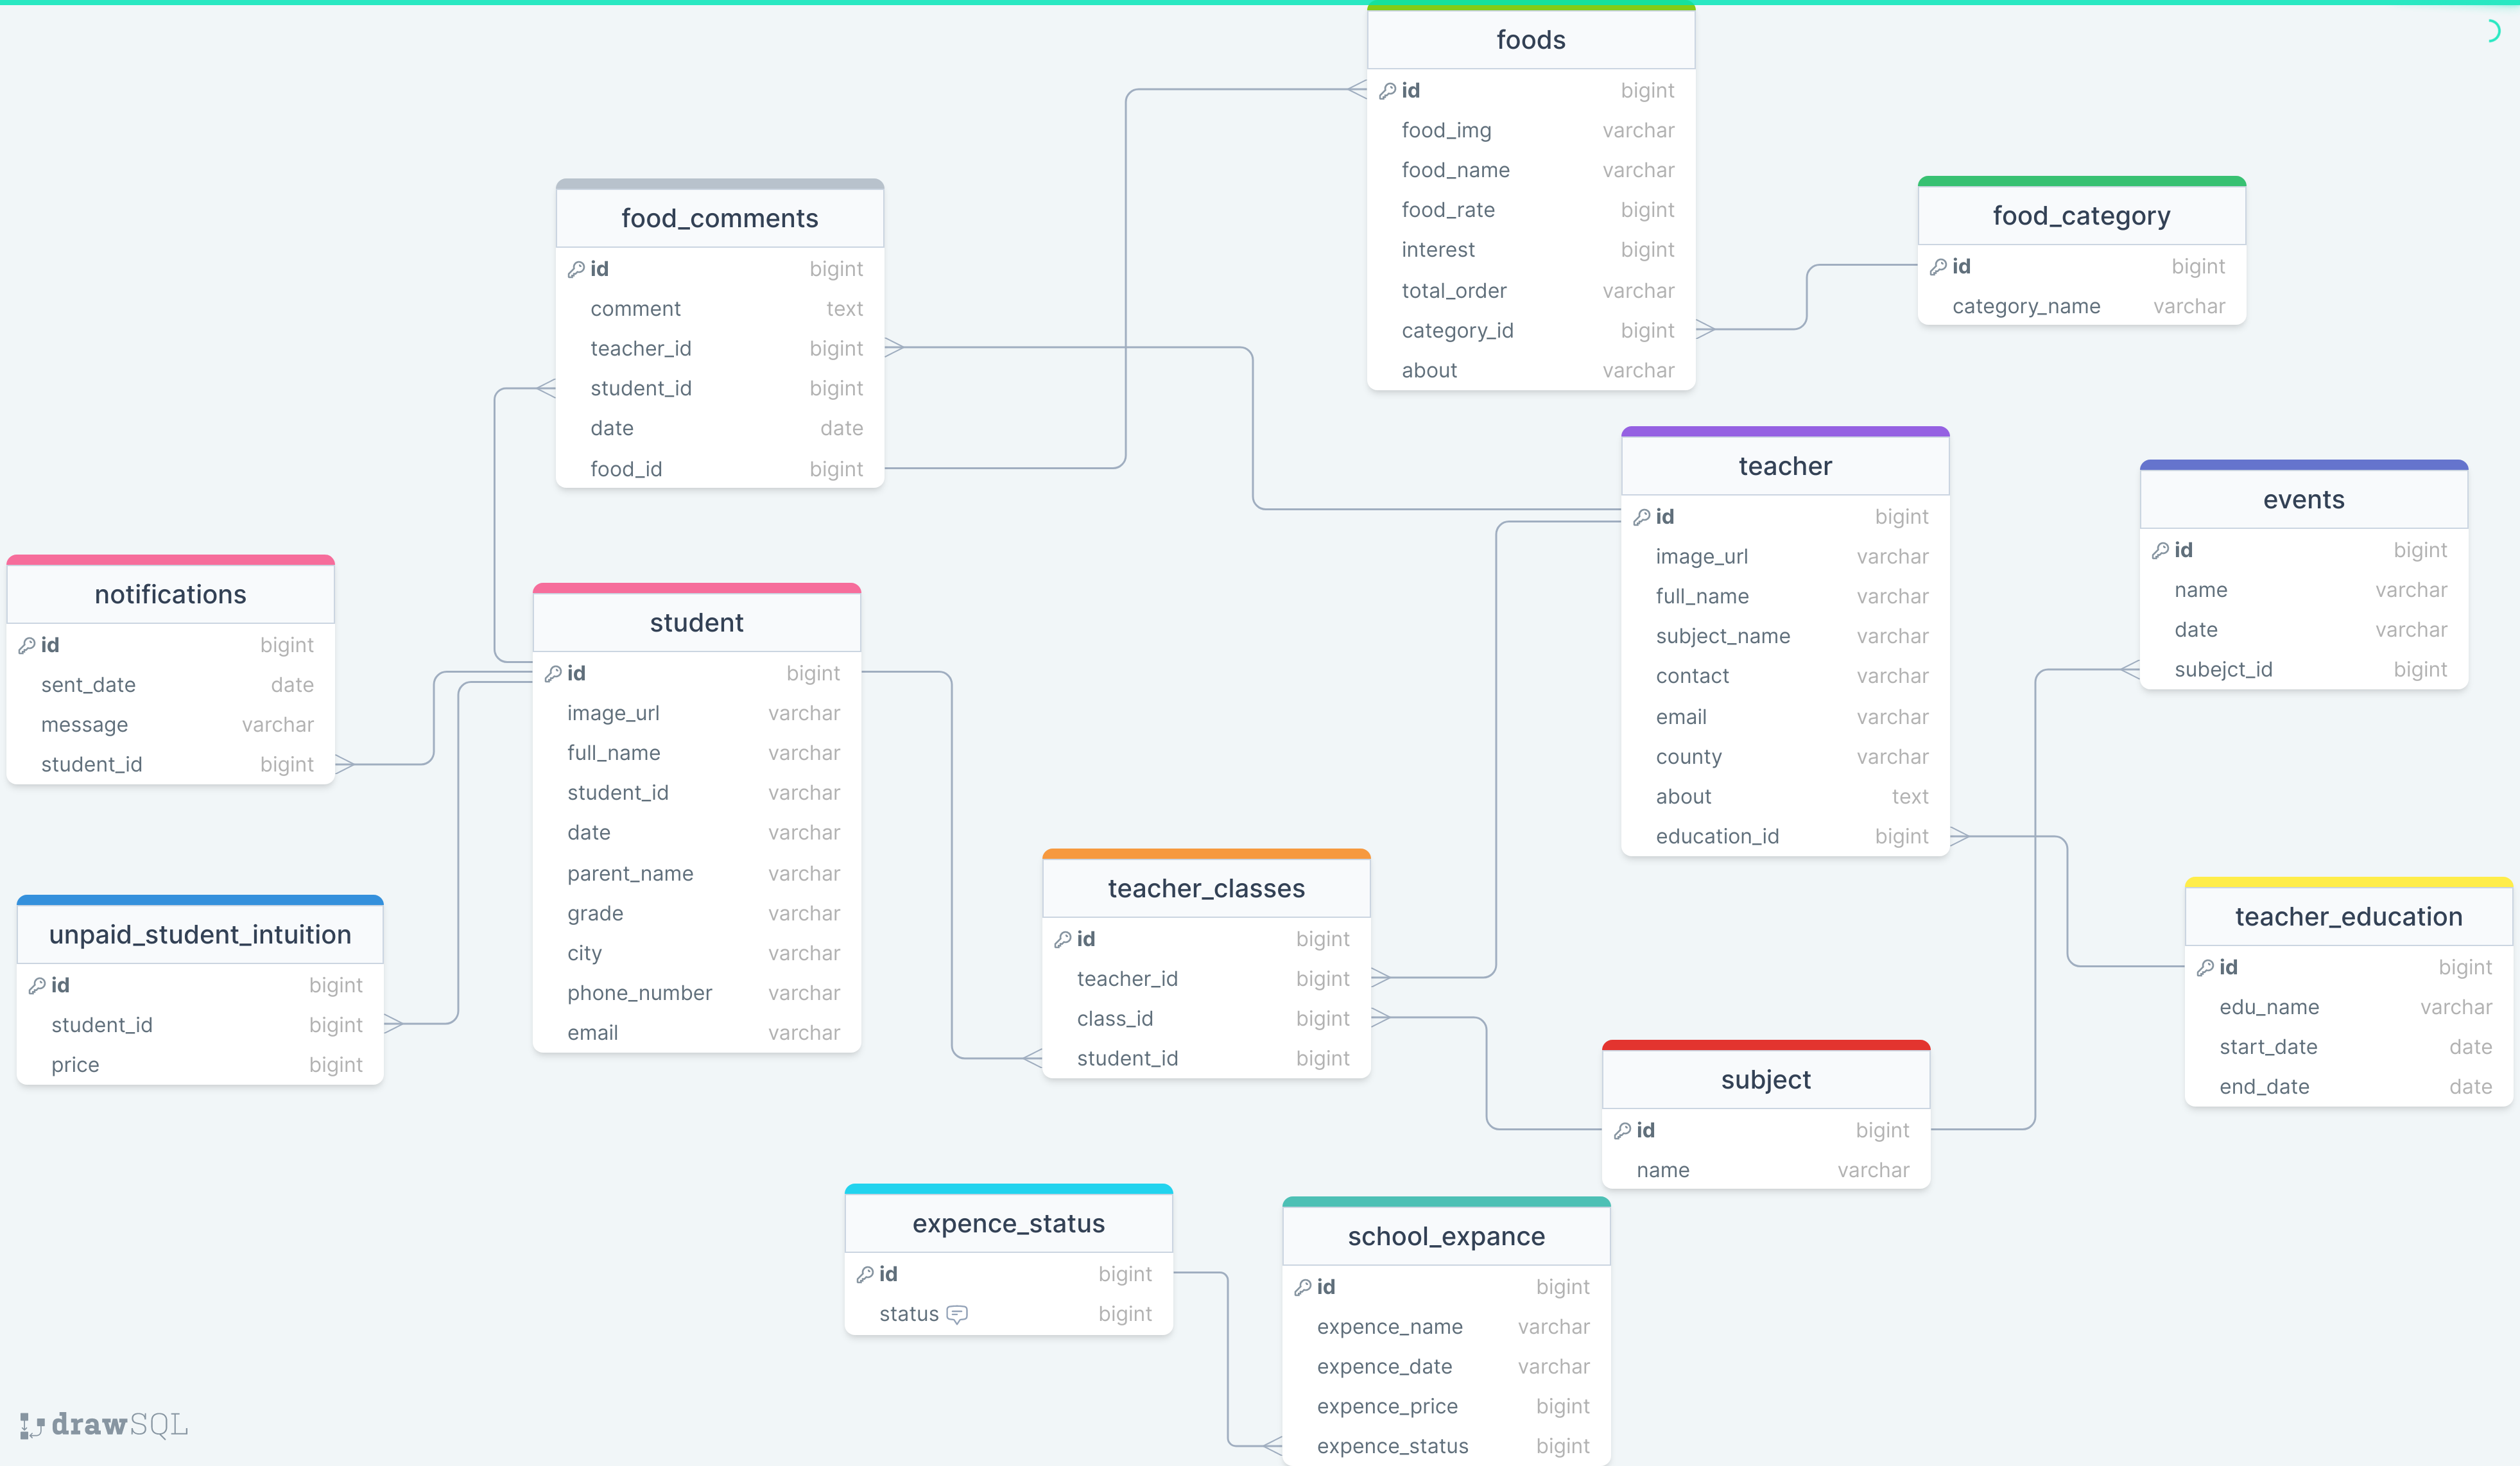 foods
id bigint
food_img varchar
food_name varchar
food_rate bigint
interest bigint
total_order varchar
category_id bigint
about varchar
food_comments
id bigint
comment text
teacher_id bigint
student_id bigint
date date
food_id bigint
food_category
id bigint
category_name varchar
teacher
id bigint
image_url varchar
full_name varchar
subject_name varchar
contact varchar
email varchar
county varchar
about text
education_id bigint
events
id bigint
name varchar
date varchar
subejct_id bigint
notifications
id bigint
sent_date date
message varchar
student_id bigint
student
id bigint
image_url varchar
full_name varchar
student_id varchar
date varchar
parent_name varchar
grade varchar
city varchar
phone_number varchar
email varchar
unpaid_student_intuition
id bigint
student_id bigint
price bigint
teacher_classes
id bigint
teacher_id bigint
class_id bigint
student_id bigint
teacher_education
id bigint
edu_name varchar
start_date date
end_date date
subject
id bigint
name varchar
expence_status
id bigint
status bigint
school_expance
id bigint
expence_name varchar
expence_date varchar
expence_price bigint
expence_status bigint
drawSQL